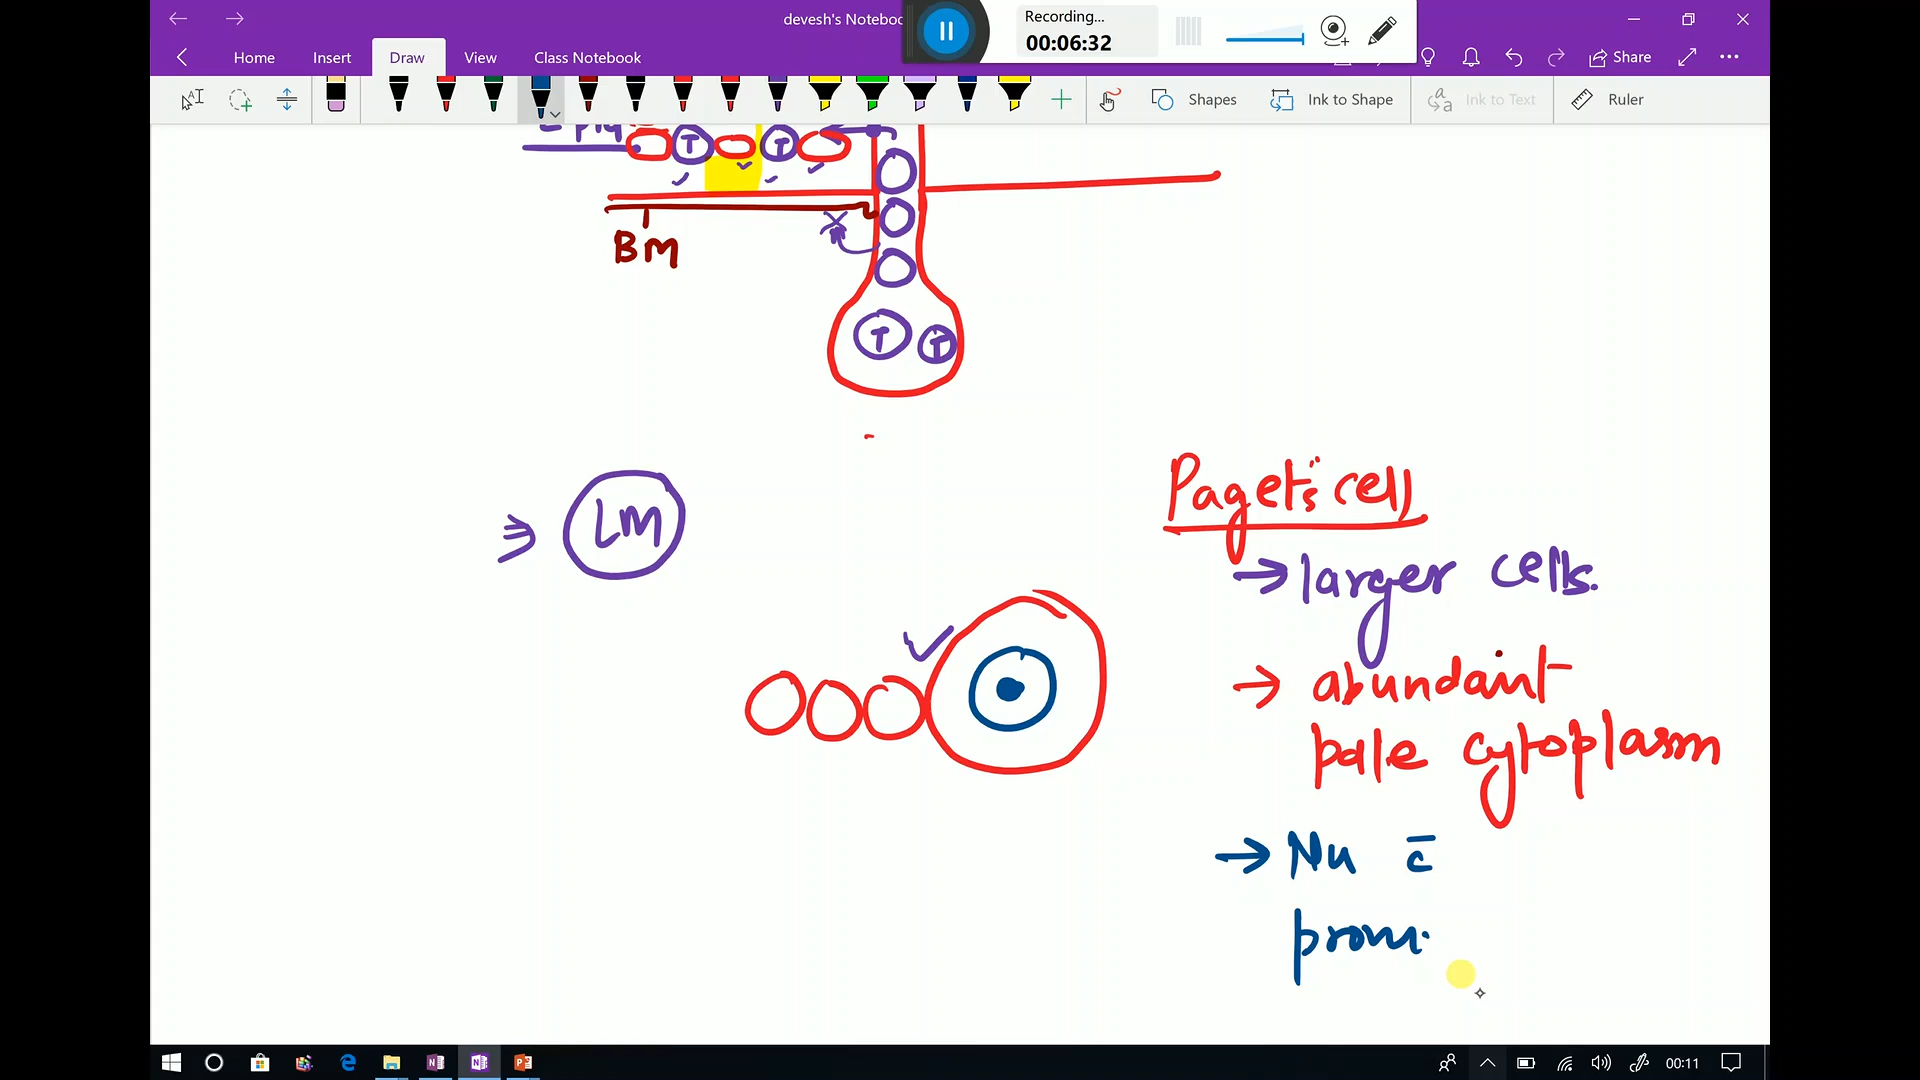 devesh's Notebo
Recording...
00:06:32
Home Insert Draw View Class Notebook
Share
Shapes Ink to Shape Ink to Text Ruler
T T
BM
T T
LM
Paget's cell
→ larger cells.
→ abundant
pale cytoplasm
→ Nu c̄
prom.
00:11